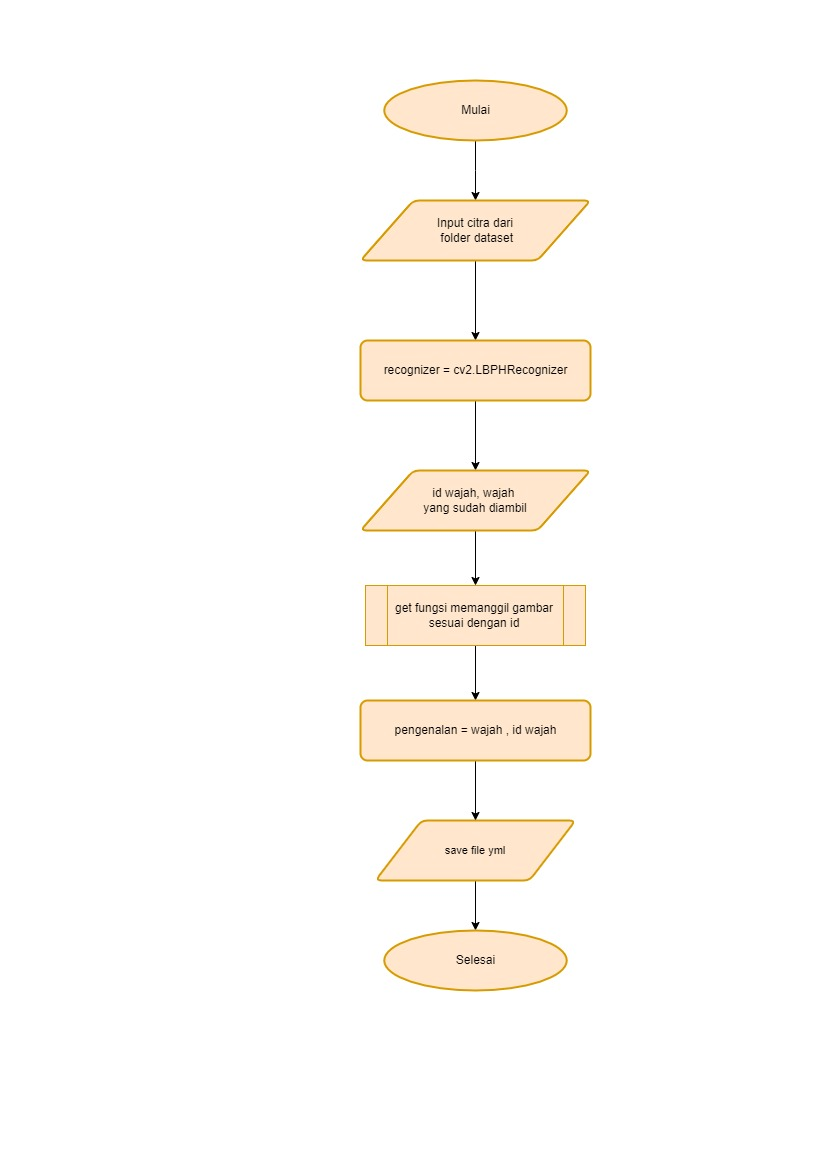 Mulai
Input citra dari
folder dataset
recognizer = cv2.LBPHRecognizer
id wajah, wajah
yang sudah diambil
get fungsi memanggil gambar
sesuai dengan id
pengenalan = wajah , id wajah
save file yml
Selesai